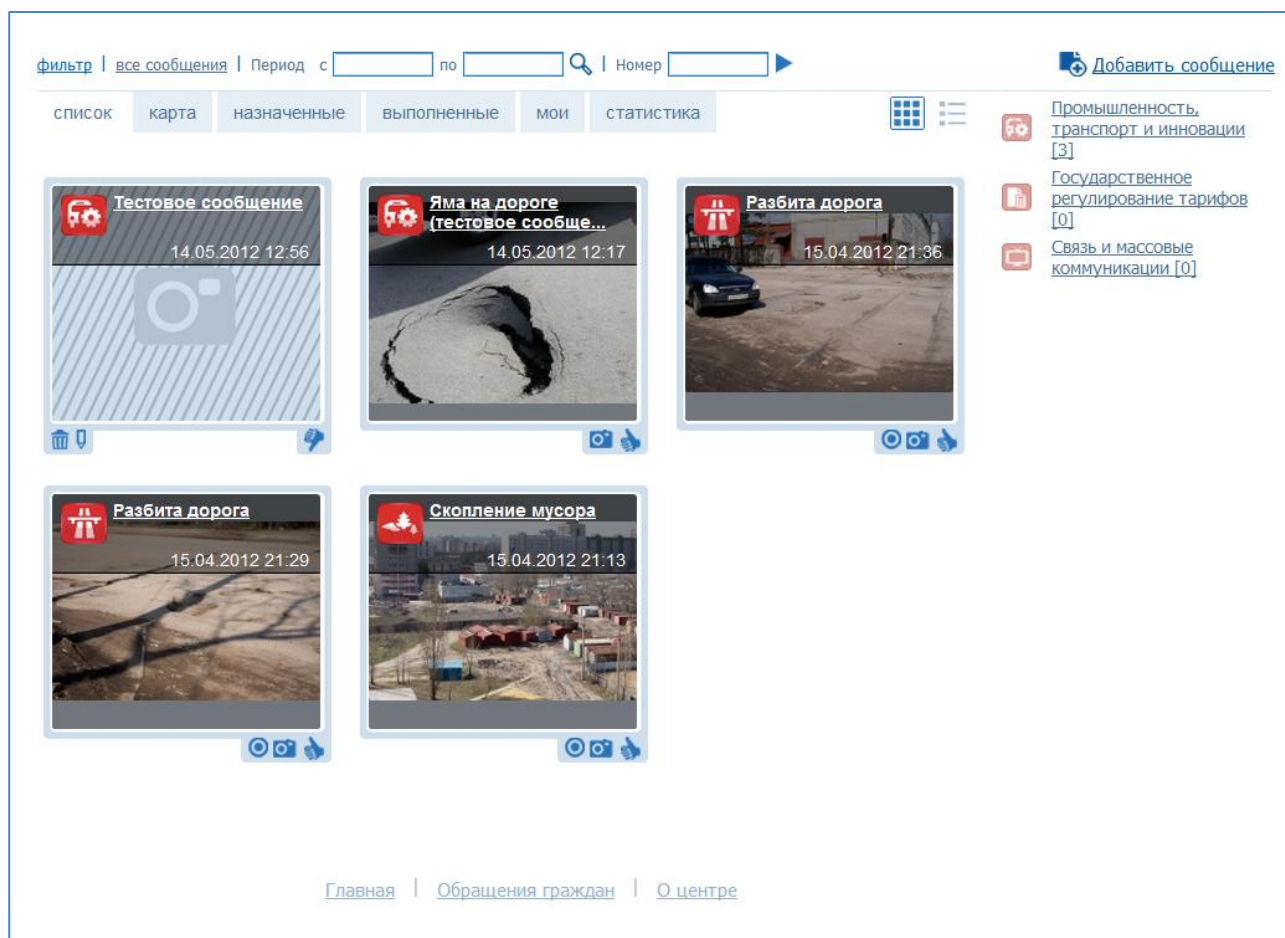 фильтр | все сообщения | Период с по | Номер
Добавить сообщение
список карта назначенные выполненные мои статистика
Промышленность,
транспорт и инновации
[3]
Государственное
регулирование тарифов
[0]
Связь и массовые
коммуникации [0]
Тестовое сообщение
14.05.2012 12:56
Яма на дороге
(тестовое сообще...
14.05.2012 12:17
Разбита дорога
15.04.2012 21:36
Разбита дорога
15.04.2012 21:29
Скопление мусора
15.04.2012 21:13
Главная | Обращения граждан | О центре